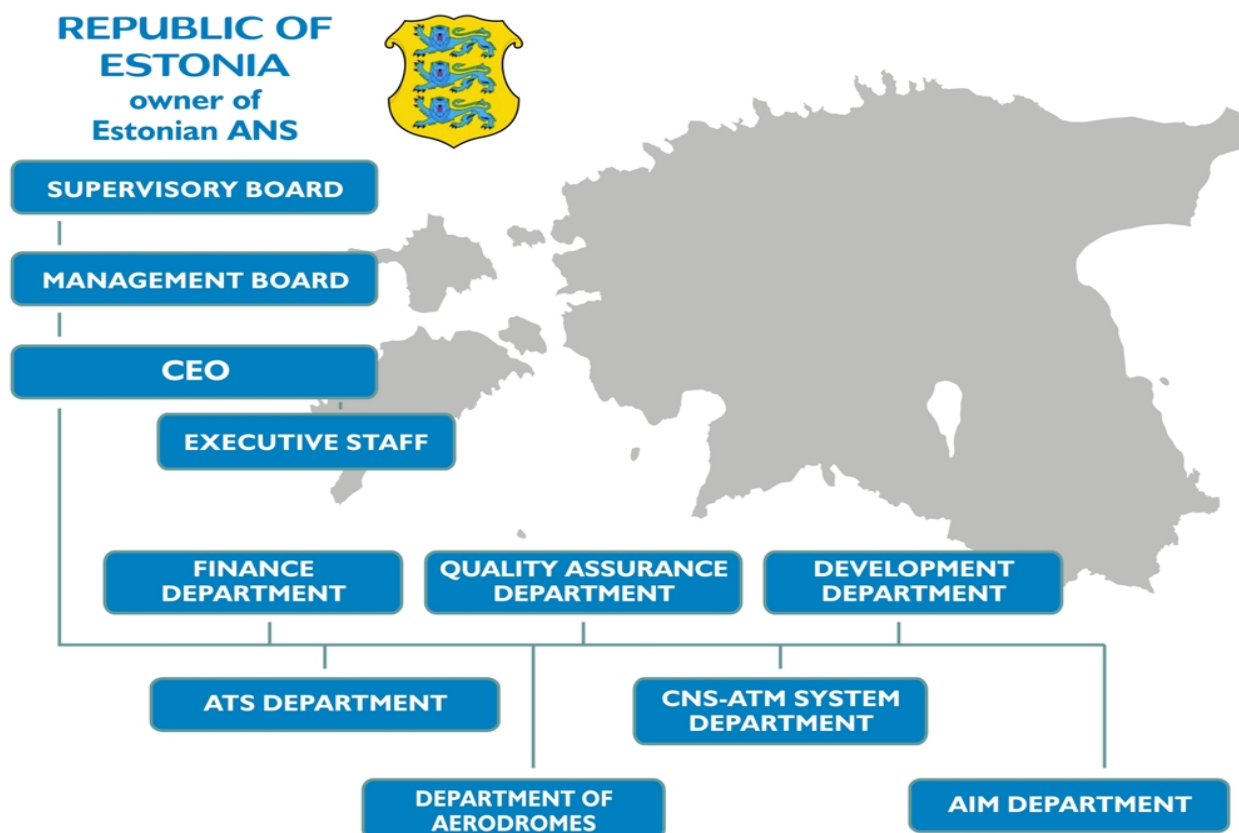 REPUBLIC OF
ESTONIA
owner of
Estonian ANS
SUPERVISORY BOARD
MANAGEMENT BOARD
CEO
EXECUTIVE STAFF
FINANCE
DEPARTMENT
QUALITY ASSURANCE
DEPARTMENT
DEVELOPMENT
DEPARTMENT
ATS DEPARTMENT
CNS-ATM SYSTEM
DEPARTMENT
DEPARTMENT OF
AERODROMES
AIM DEPARTMENT